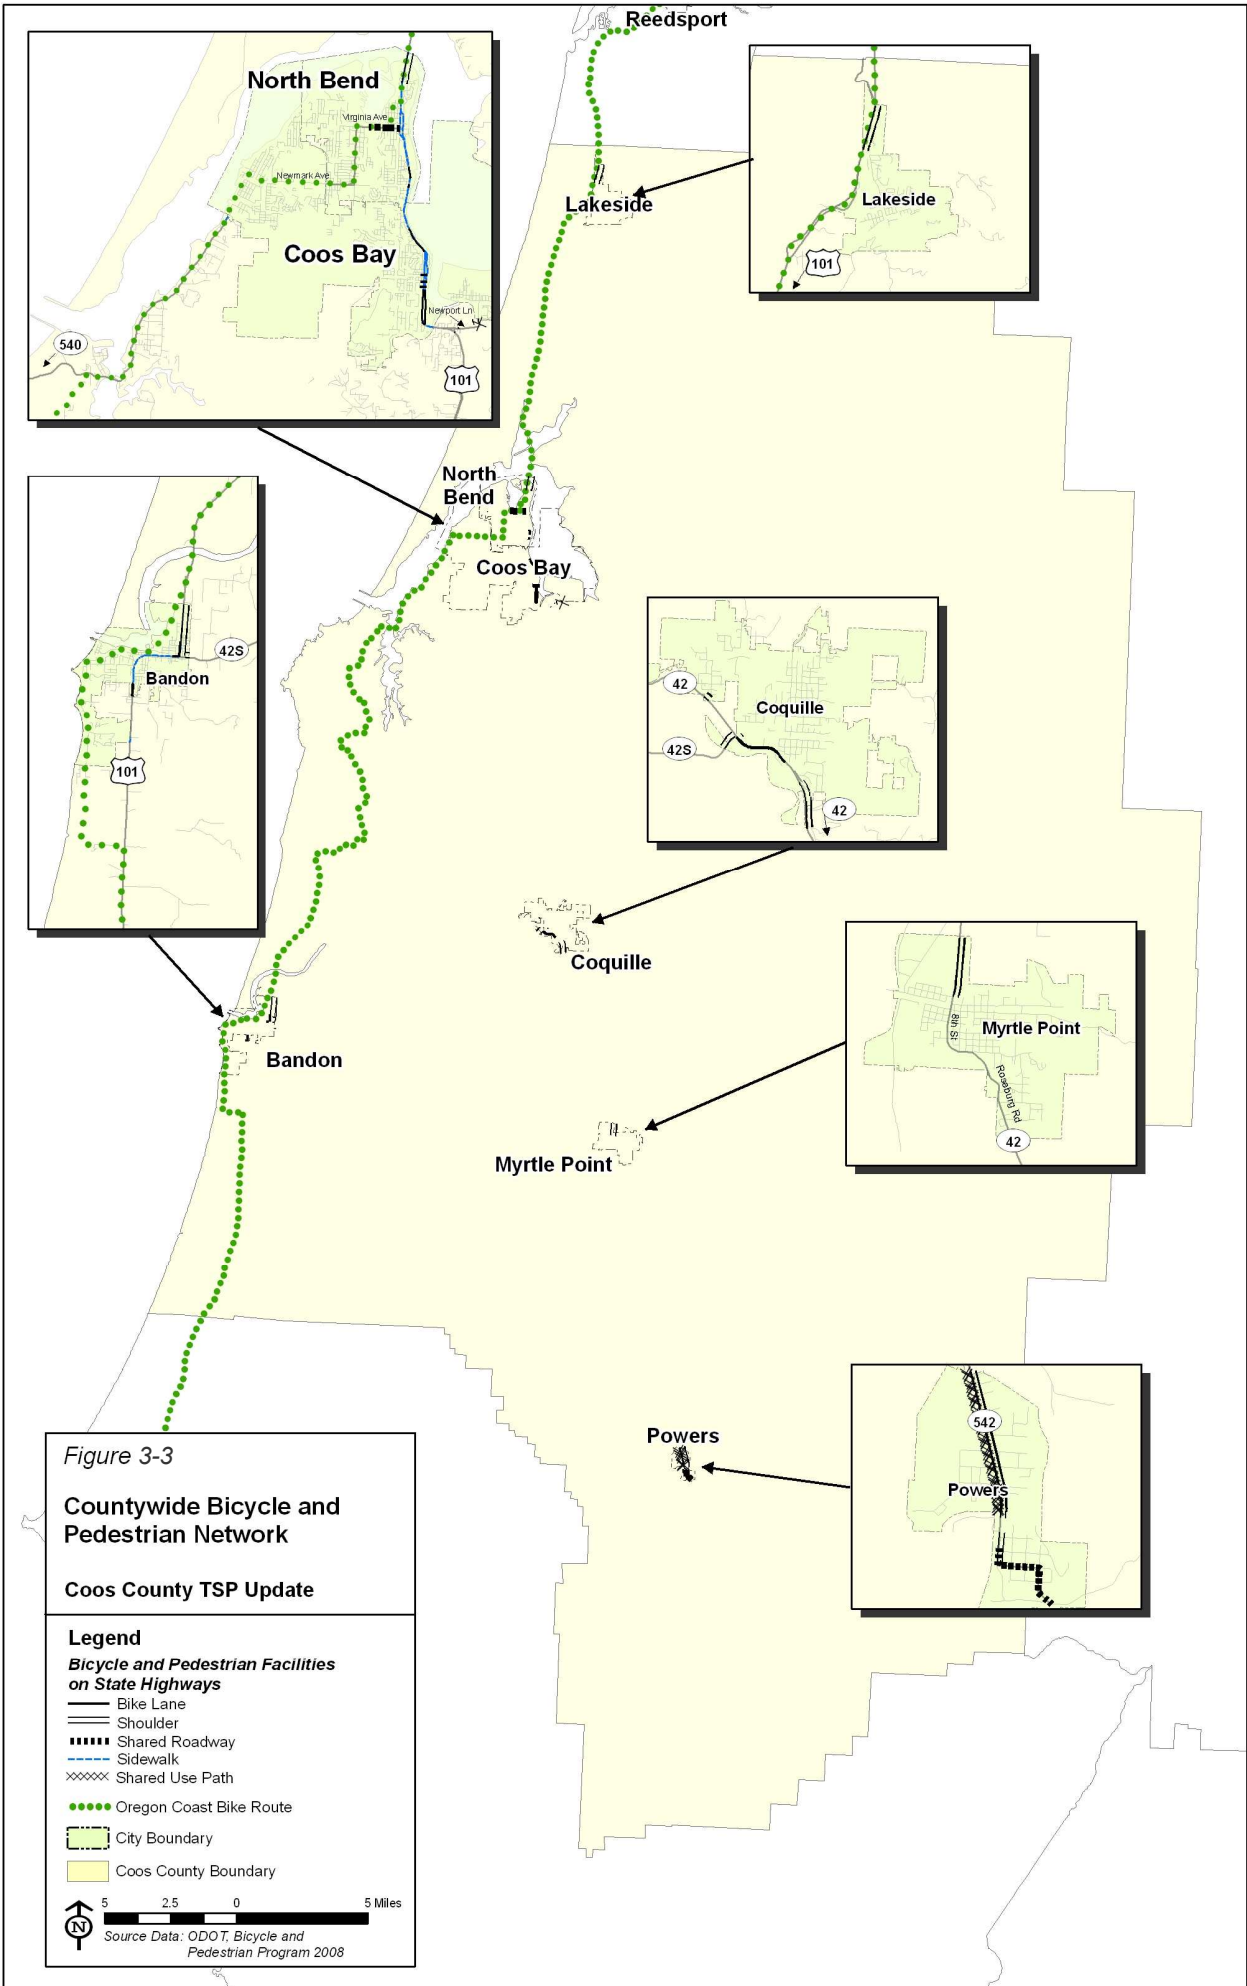 Reedsport
North Bend
Virginia Ave
Newmark Ave
Coos Bay
Newport Ln
540
101
Lakeside
101
Lakeside
North
Bend
Coos Bay
42S
Bandon
101
42
Coquille
42S
42
Coquille
Bandon
Myrtle Point
8th St
Roseburg Rd
42
Myrtle Point
Powers
542
Powers
Figure 3-3
Countywide Bicycle and
Pedestrian Network
Coos County TSP Update
Legend
Bicycle and Pedestrian Facilities
on State Highways
Bike Lane
Shoulder
Shared Roadway
Sidewalk
Shared Use Path
Oregon Coast Bike Route
City Boundary
Coos County Boundary
5 2.5 0 5 Miles
N
Source Data: ODOT, Bicycle and
Pedestrian Program 2008